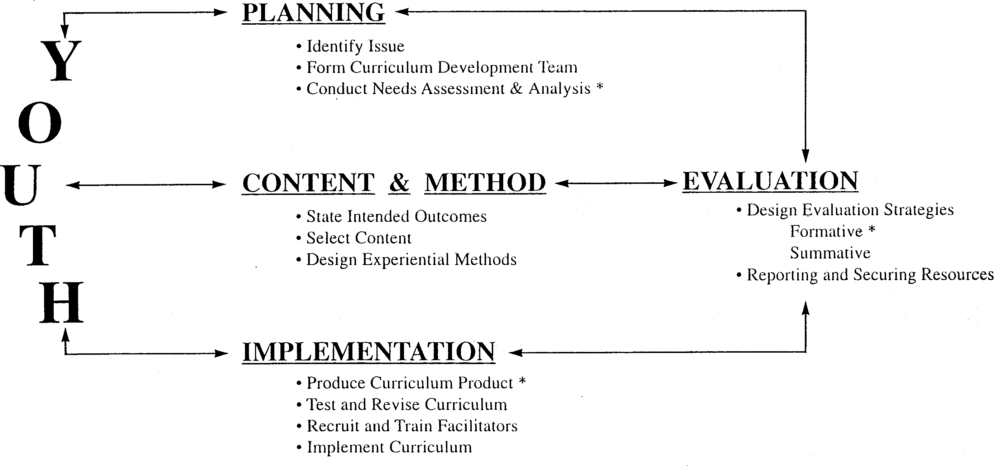 YOUTH
PLANNING
• Identify Issue
• Form Curriculum Development Team
• Conduct Needs Assessment & Analysis *
CONTENT & METHOD
• State Intended Outcomes
• Select Content
• Design Experiential Methods
EVALUATION
• Design Evaluation Strategies
Formative *
Summative
• Reporting and Securing Resources
IMPLEMENTATION
• Produce Curriculum Product *
• Test and Revise Curriculum
• Recruit and Train Facilitators
• Implement Curriculum